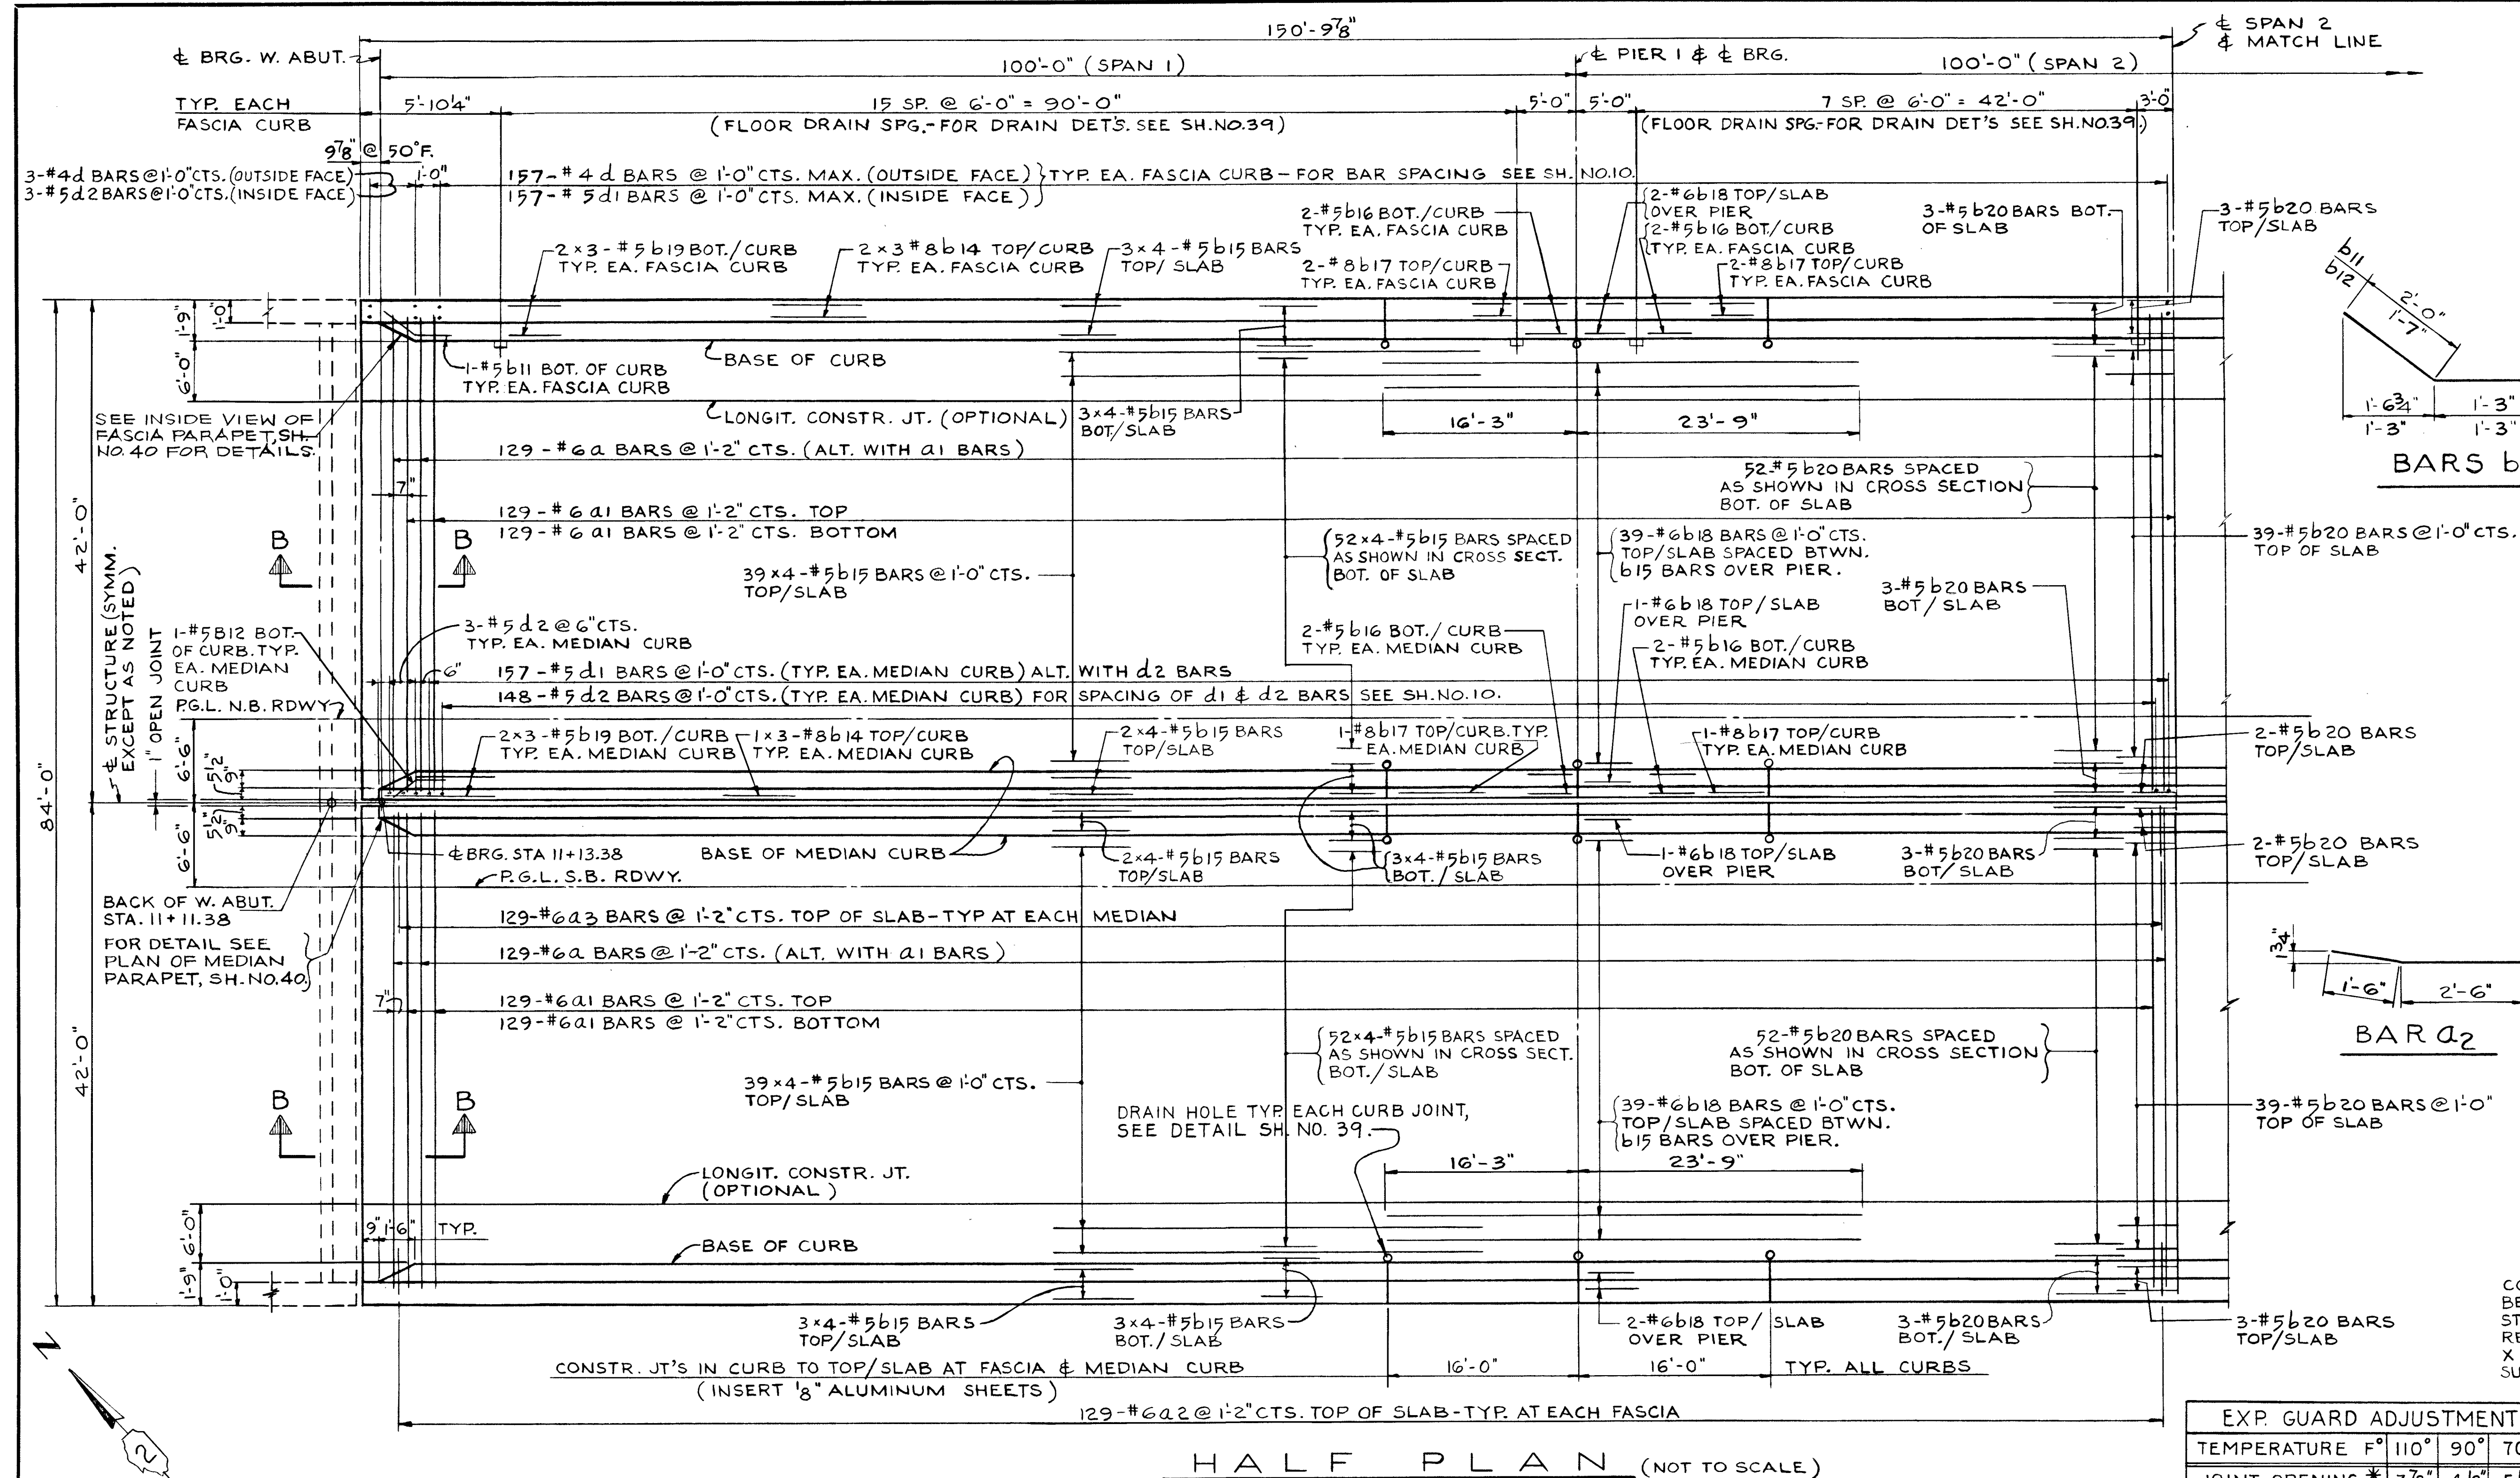 150'-9⅞"
℄ SPAN 2
& MATCH LINE
℄ BRG. W. ABUT.
100'-0" (SPAN 1)
℄ PIER 1 & ℄ BRG.
100'-0" (SPAN 2)
TYP. EACH
FASCIA CURB
5'-10¼"
15 SP. @ 6'-0" = 90'-0"
(FLOOR DRAIN SPG.-FOR DRAIN DET'S. SEE SH.NO.39)
5'-0"
5'-0"
7 SP. @ 6'-0" = 42'-0"
(FLOOR DRAIN SPG.-FOR DRAIN DET'S SEE SH.NO.39.)
3'-0"
9⅞" @ 50°F.
3-#4d BARS @ 1'-0" CTS. (OUTSIDE FACE)
3-#5d2 BARS @ 1'-0" CTS. (INSIDE FACE)
1'-0"
157-#4d BARS @ 1'-0" CTS. MAX. (OUTSIDE FACE)
157-#5d1 BARS @ 1'-0" CTS. MAX. (INSIDE FACE)
TYP. EA. FASCIA CURB - FOR BAR SPACING SEE SH. NO.10.
2×3-#5b19 BOT./CURB
TYP. EA. FASCIA CURB
2×3#8b14 TOP/CURB
TYP. EA. FASCIA CURB
3×4-#5b15 BARS
TOP/SLAB
2-#5b16 BOT./CURB
TYP. EA. FASCIA CURB
2-#8b17 TOP/CURB
TYP. EA. FASCIA CURB
2-#6b18 TOP/SLAB
OVER PIER
2-#5b16 BOT/CURB
TYP. EA. FASCIA CURB
2-#8b17 TOP/CURB
TYP. EA. FASCIA CURB
3-#5b20 BARS BOT.
OF SLAB
3-#5b20 BARS
TOP/SLAB
b11
b12
2'-0"
1'-7"
1'-6¾"
1'-3"
1'-3"
1'-3"
BARS b
1'-9"
1'-0"
6'-0"
1-#5b11 BOT. OF CURB
TYP. EA. FASCIA CURB
BASE OF CURB
SEE INSIDE VIEW OF
FASCIA PARAPET, SH.
NO.40 FOR DETAILS.
LONGIT. CONSTR. JT. (OPTIONAL)
3×4-#5b15 BARS
BOT/SLAB
16'-3"
23'-9"
129-#6a BARS @ 1'-2" CTS. (ALT. WITH a1 BARS)
7"
129-#6a1 BARS @ 1'-2" CTS. TOP
129-#6a1 BARS @ 1'-2" CTS. BOTTOM
52-#5b20 BARS SPACED
AS SHOWN IN CROSS SECTION
BOT. OF SLAB
42'-0"
B
B
39×4-#5b15 BARS @ 1'-0" CTS.
TOP/SLAB
52×4-#5b15 BARS SPACED
AS SHOWN IN CROSS SECT.
BOT. OF SLAB
39-#6b18 BARS @ 1'-0" CTS.
TOP/SLAB SPACED BTWN.
b15 BARS OVER PIER.
39-#5b20 BARS @ 1'-0" CTS.
TOP OF SLAB
℄ STRUCTURE (SYMM.
EXCEPT AS NOTED)
1" OPEN JOINT
1-#5B12 BOT.
OF CURB. TYP.
EA. MEDIAN
CURB
3-#5d2 @ 6" CTS.
TYP. EA. MEDIAN CURB
6"
157-#5d1 BARS @ 1'-0" CTS. (TYP. EA. MEDIAN CURB) ALT. WITH d2 BARS
148-#5d2 BARS @ 1'-0" CTS. (TYP. EA. MEDIAN CURB) FOR SPACING OF d1 & d2 BARS SEE SH. NO.10.
2-#5b16 BOT./CURB
TYP. EA. MEDIAN CURB
1-#6b18 TOP/SLAB
OVER PIER
2-#5b16 BOT./CURB
TYP. EA. MEDIAN CURB
3-#5b20 BARS
BOT/SLAB
P.G.L. N.B. RDWY.
2×3-#5b19 BOT./CURB
TYP. EA. MEDIAN CURB
1×3-#8b14 TOP/CURB
TYP. EA. MEDIAN CURB
2×4-#5b15 BARS
TOP/SLAB
1-#8b17 TOP/CURB. TYP.
EA. MEDIAN CURB
1-#8b17 TOP/CURB
TYP. EA. MEDIAN CURB
2-#5b20 BARS
TOP/SLAB
84'-0"
6'-6"
5½"
9"
5½"
9"
6'-6"
℄ BRG. STA 11+13.38
BASE OF MEDIAN CURB
2×4-#5b15 BARS
TOP/SLAB
3×4-#5b15 BARS
BOT./SLAB
1-#6b18 TOP/SLAB
OVER PIER
3-#5b20 BARS
BOT/SLAB
2-#5b20 BARS
TOP/SLAB
P.G.L. S.B. RDWY.
BACK OF W. ABUT.
STA. 11+11.38
129-#6a3 BARS @ 1'-2" CTS. TOP OF SLAB-TYP AT EACH MEDIAN
FOR DETAIL SEE
PLAN OF MEDIAN
PARAPET, SH. NO.40.
129-#6a BARS @ 1'-2" CTS. (ALT. WITH a1 BARS)
7"
129-#6a1 BARS @ 1'-2" CTS. TOP
129-#6a1 BARS @ 1'-2" CTS. BOTTOM
1¾"
1'-6"
2'-6"
BAR a2
42'-0"
52×4-#5b15 BARS SPACED
AS SHOWN IN CROSS SECT.
BOT./SLAB
52-#5b20 BARS SPACED
AS SHOWN IN CROSS SECTION
BOT. OF SLAB
39×4-#5b15 BARS @ 1'-0" CTS.
TOP/SLAB
B
B
DRAIN HOLE TYP. EACH CURB JOINT,
SEE DETAIL SH. NO. 39.
39-#6b18 BARS @ 1'-0" CTS.
TOP/SLAB SPACED BTWN.
b15 BARS OVER PIER.
39-#5b20 BARS @ 1'-0"
TOP OF SLAB
16'-3"
23'-9"
LONGIT. CONSTR. JT.
(OPTIONAL)
6'-0"
9"
1'-6"
TYP.
BASE OF CURB
1'-9"
1'-0"
3×4-#5b15 BARS
TOP/SLAB
3×4-#5b15 BARS
BOT./SLAB
2-#6b18 TOP/SLAB
OVER PIER
3-#5b20 BARS
BOT./SLAB
3-#5b20 BARS
TOP/SLAB
CO
BE
ST
RE
X
SU
N
2
CONSTR. JT'S IN CURB TO TOP/SLAB AT FASCIA & MEDIAN CURB
(INSERT ⅛" ALUMINUM SHEETS)
16'-0"
16'-0"
TYP. ALL CURBS
129-#6a2 @ 1'-2" CTS. TOP OF SLAB-TYP. AT EACH FASCIA
HALF PLAN (NOT TO SCALE)
EXP. GUARD ADJUSTMENT
TEMPERATURE F° 110° 90° 70